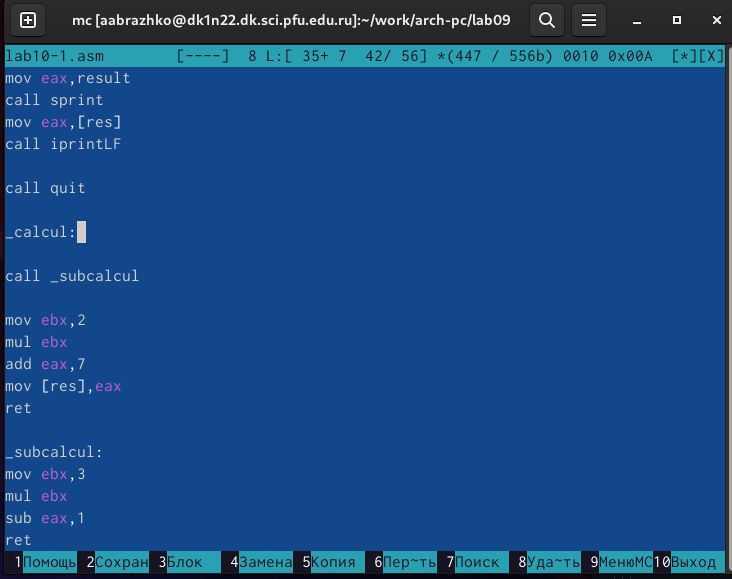 mc [aabrazhko@dk1n22.dk.sci.pfu.edu.ru]:~/work/arch-pc/lab09
lab10-1.asm [----] 8 L:[ 35+ 7 42/ 56] *(447 / 556b) 0010 0x00A [*][X]
mov eax,result
call sprint
mov eax,[res]
call iprintLF
call quit
_calcul:
call _subcalcul
mov ebx,2
mul ebx
add eax,7
mov [res],eax
ret
_subcalcul:
mov ebx,3
mul ebx
sub eax,1
ret
1Помощь 2Сохран 3Блок 4Замена 5Копия 6Пер~ть 7Поиск 8Уда~ть 9МенюMC 10Выход